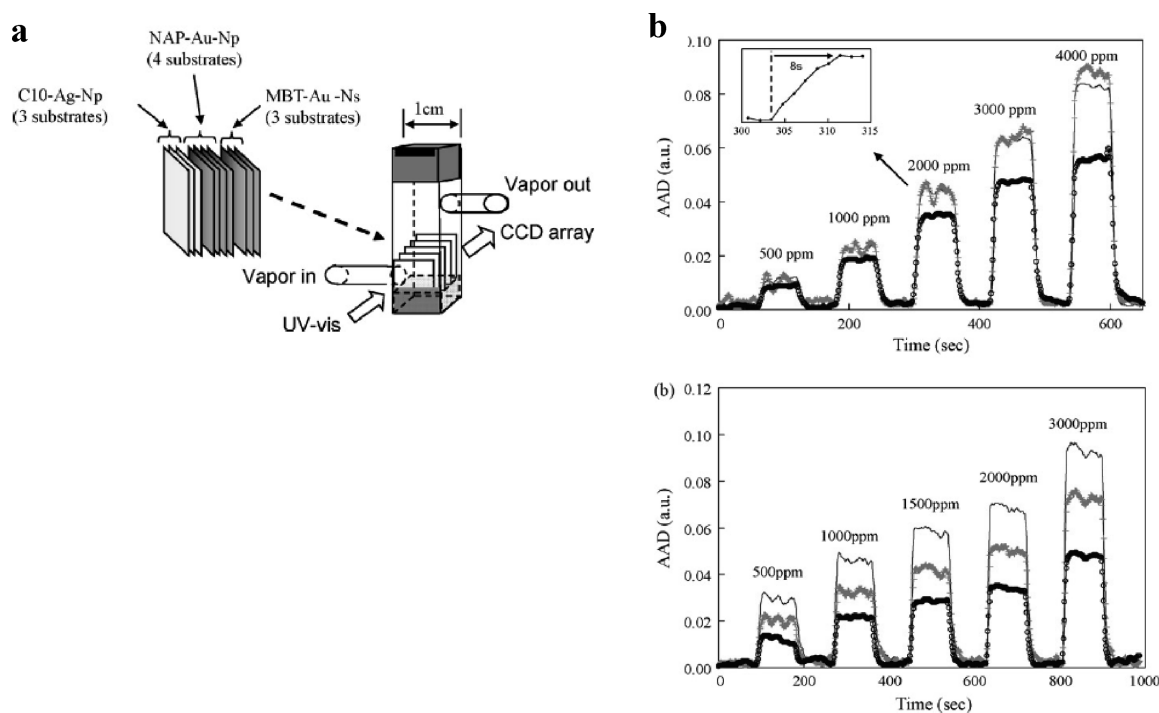 a
NAP-Au-Np
(4 substrates)
C10-Ag-Np
(3 substrates)
MBT-Au -Ns
(3 substrates)
1cm
Vapor out
CCD array
Vapor in
UV-vis
b
0.10
0.08
0.06
0.04
0.02
0.00
AAD (a.u.)
8s
300 305 310 315
500 ppm
1000 ppm
2000 ppm
3000 ppm
4000 ppm
0 200 400 600
Time (sec)
(b)
0.12
0.10
0.08
0.06
0.04
0.02
0.00
AAD (a.u.)
500ppm
1000ppm
1500ppm
2000ppm
3000ppm
0 200 400 600 800 1000
Time (sec)